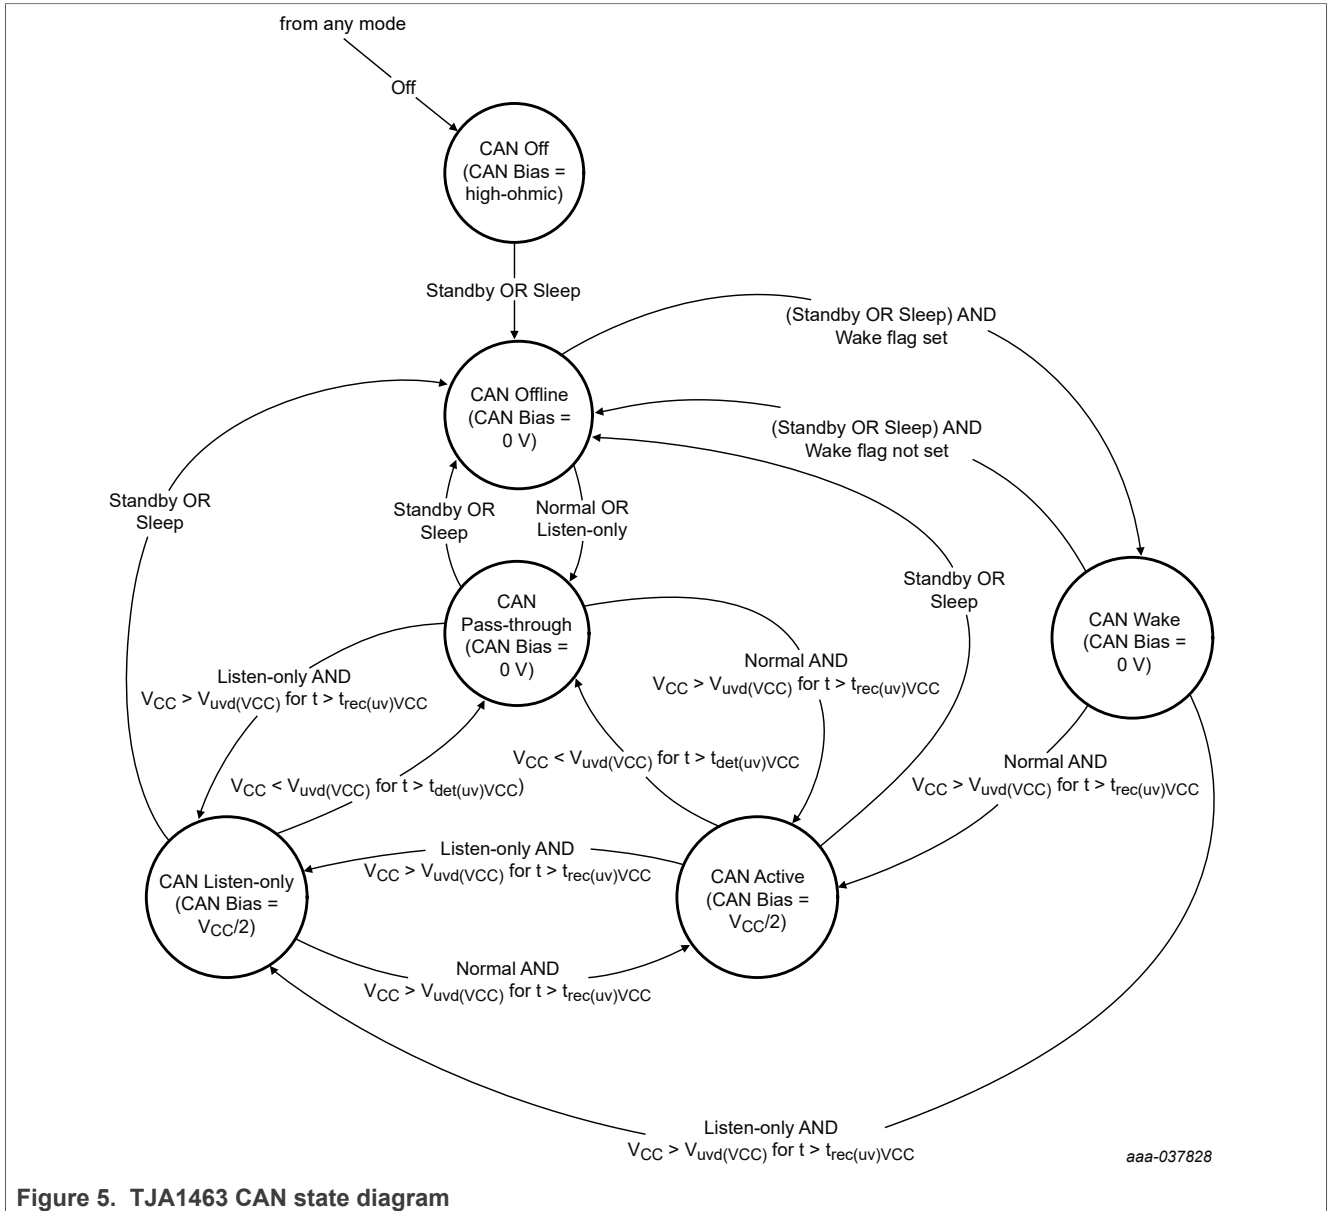 from any mode
Off
CAN Off
(CAN Bias =
high-ohmic)
Standby OR Sleep
(Standby OR Sleep) AND
Wake flag set
CAN Offline
(CAN Bias =
0 V)
(Standby OR Sleep) AND
Wake flag not set
Standby OR
Sleep
Standby OR
Sleep
Normal OR
Listen-only
Standby OR
Sleep
CAN
Pass-through
(CAN Bias =
0 V)
CAN Wake
(CAN Bias =
0 V)
Listen-only AND
VCC > Vuvd(VCC) for t > trec(uv)VCC
Normal AND
VCC > Vuvd(VCC) for t > trec(uv)VCC
VCC < Vuvd(VCC) for t > tdet(uv)VCC)
VCC < Vuvd(VCC) for t > tdet(uv)VCC
Normal AND
VCC > Vuvd(VCC) for t > trec(uv)VCC
Listen-only AND
VCC > Vuvd(VCC) for t > trec(uv)VCC
CAN Listen-only
(CAN Bias =
VCC/2)
CAN Active
(CAN Bias =
VCC/2)
Normal AND
VCC > Vuvd(VCC) for t > trec(uv)VCC
Listen-only AND
VCC > Vuvd(VCC) for t > trec(uv)VCC
aaa-037828
Figure 5. TJA1463 CAN state diagram